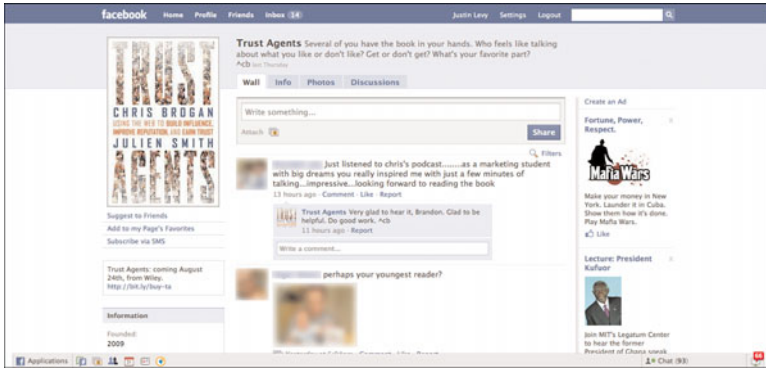 facebook Home Profile Friends Inbox 14 Justin Levy Settings Logout
TRUST
CHRIS BROGAN
USING THE WEB TO BUILD INFLUENCE,
IMPROVE REPUTATION, AND EARN TRUST
JULIEN SMITH
AGENTS
Suggest to Friends
Add to my Page's Favorites
Subscribe via SMS
Trust Agents: coming August
24th, from Wiley.
http://bit.ly/buy-ta
Information
Founded:
2009
Trust Agents Several of you have the book in your hands. Who feels like talking
about what you like or don't like? Get or don't get? What's your favorite part?
^cb last Thursday
Wall Info Photos Discussions
Write something...
Attach Share
Filters
Just listened to chris's podcast........as a marketing student
with big dreams you really inspired me with just a few minutes of
talking...impressive...looking forward to reading the book
13 hours ago · Comment · Like · Report
Trust Agents Very glad to hear it, Brandon. Glad to be
helpful. Do good work. ^cb
11 hours ago · Report
Write a comment...
perhaps your youngest reader?
Comment · Like · Report
Create an Ad
Fortune, Power,
Respect. x
Mafia Wars
Make your money in New
York. Launder it in Cuba.
Show them how it's done.
Play Mafia Wars.
Like
Lecture: President
Kufuor x
Join MIT's Legatum Center
to hear the former
President of Ghana speak
Applications Chat (93) 66